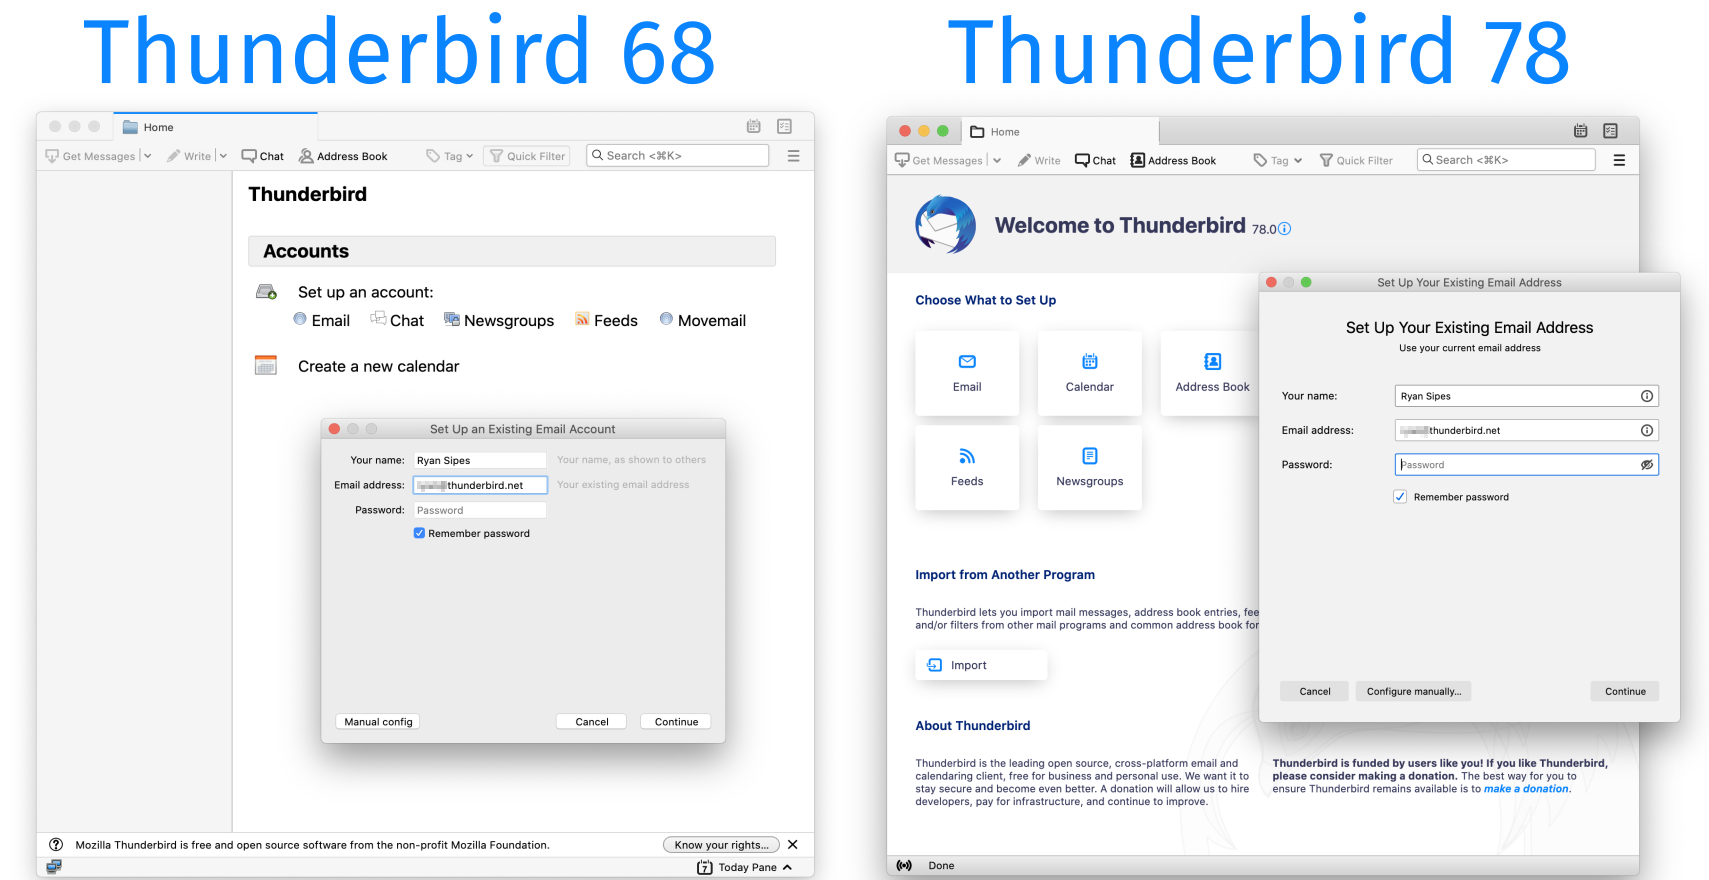 Thunderbird 68
Home
Get Messages
Write
Chat
Address Book
Tag
Quick Filter
Search <⌘K>
Thunderbird
Accounts
Set up an account:
Email
Chat
Newsgroups
Feeds
Movemail
Create a new calendar
Set Up an Existing Email Account
Your name: Ryan Sipes Your name, as shown to others
Email address: thunderbird.net Your existing email address
Password: Password
Remember password
Manual config
Cancel
Continue
Mozilla Thunderbird is free and open source software from the non-profit Mozilla Foundation.
Know your rights...
7 Today Pane
Thunderbird 78
Home
Get Messages
Write
Chat
Address Book
Tag
Quick Filter
Search <⌘K>
Welcome to Thunderbird 78.0
Choose What to Set Up
Email
Calendar
Address Book
Feeds
Newsgroups
Import from Another Program
Thunderbird lets you import mail messages, address book entries, fee
and/or filters from other mail programs and common address book for
Import
About Thunderbird
Thunderbird is the leading open source, cross-platform email and
calendaring client, free for business and personal use. We want it to
stay secure and become even better. A donation will allow us to hire
developers, pay for infrastructure, and continue to improve.
Thunderbird is funded by users like you! If you like Thunderbird,
please consider making a donation. The best way for you to
ensure Thunderbird remains available is to make a donation.
Done
Set Up Your Existing Email Address
Set Up Your Existing Email Address
Use your current email address
Your name: Ryan Sipes
Email address: thunderbird.net
Password: Password
Remember password
Cancel
Configure manually...
Continue